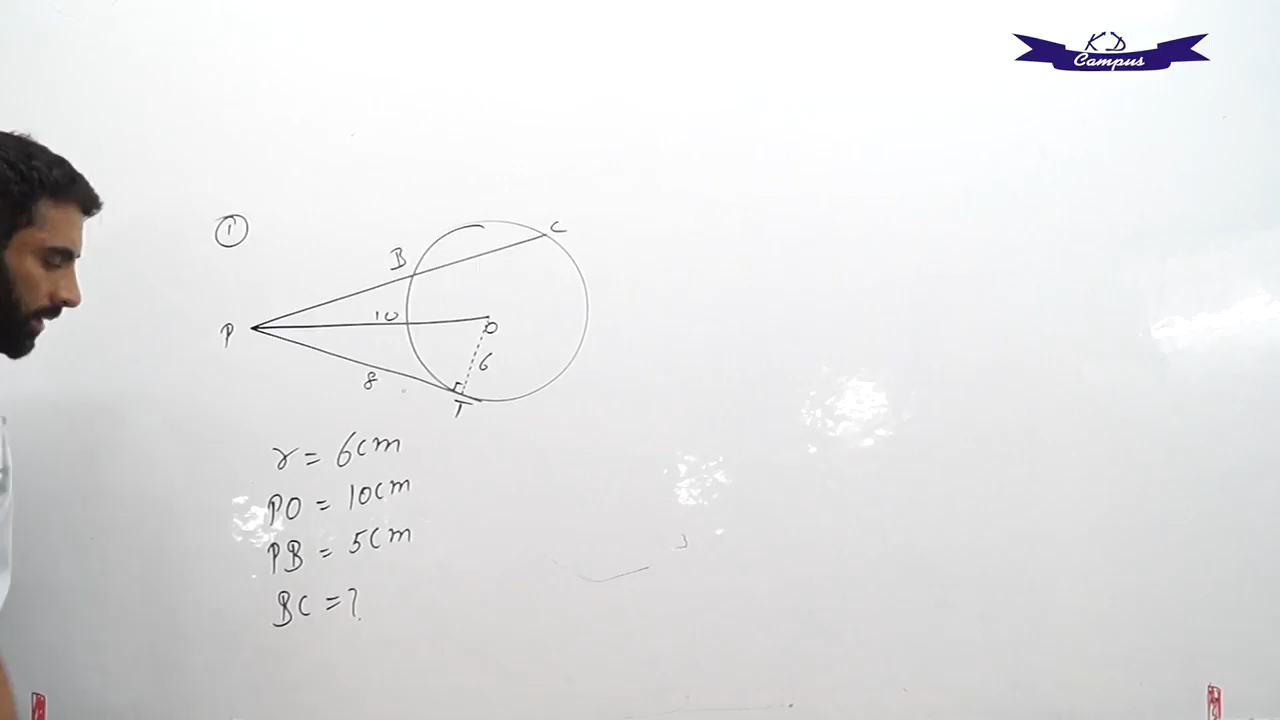 KD
Campus
①
C
B
P
10
O
6
8
T
r = 6cm
PO = 10cm
PB = 5cm
BC = ?